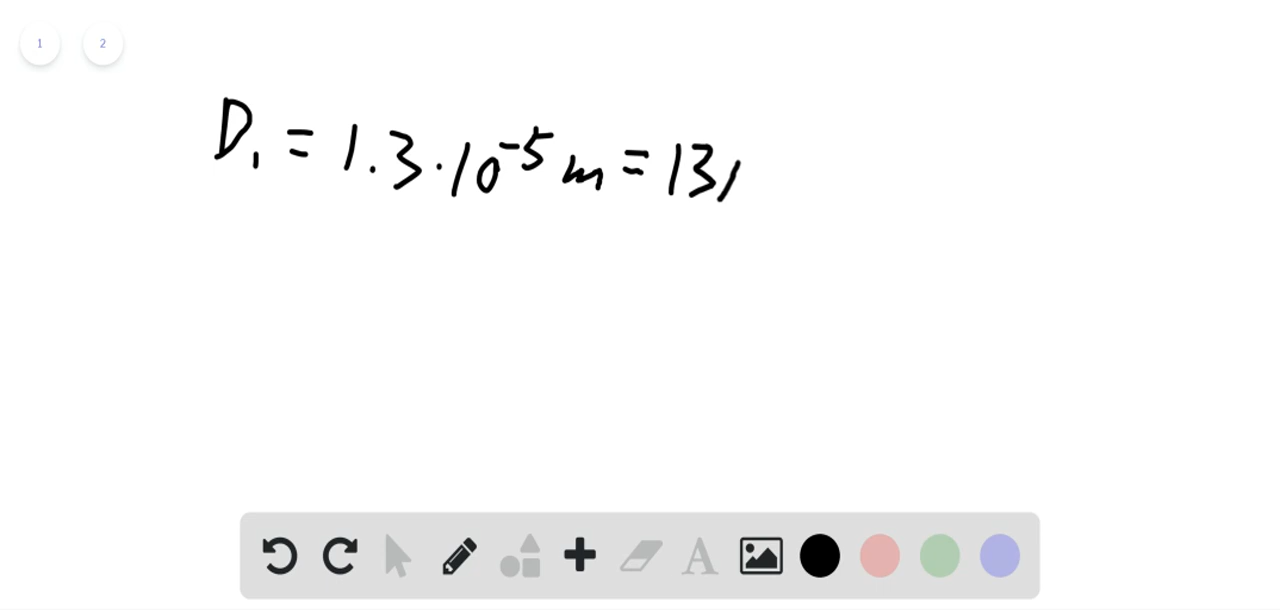 1 2
D₁ = 1.3·10⁻⁵ m = 13
A